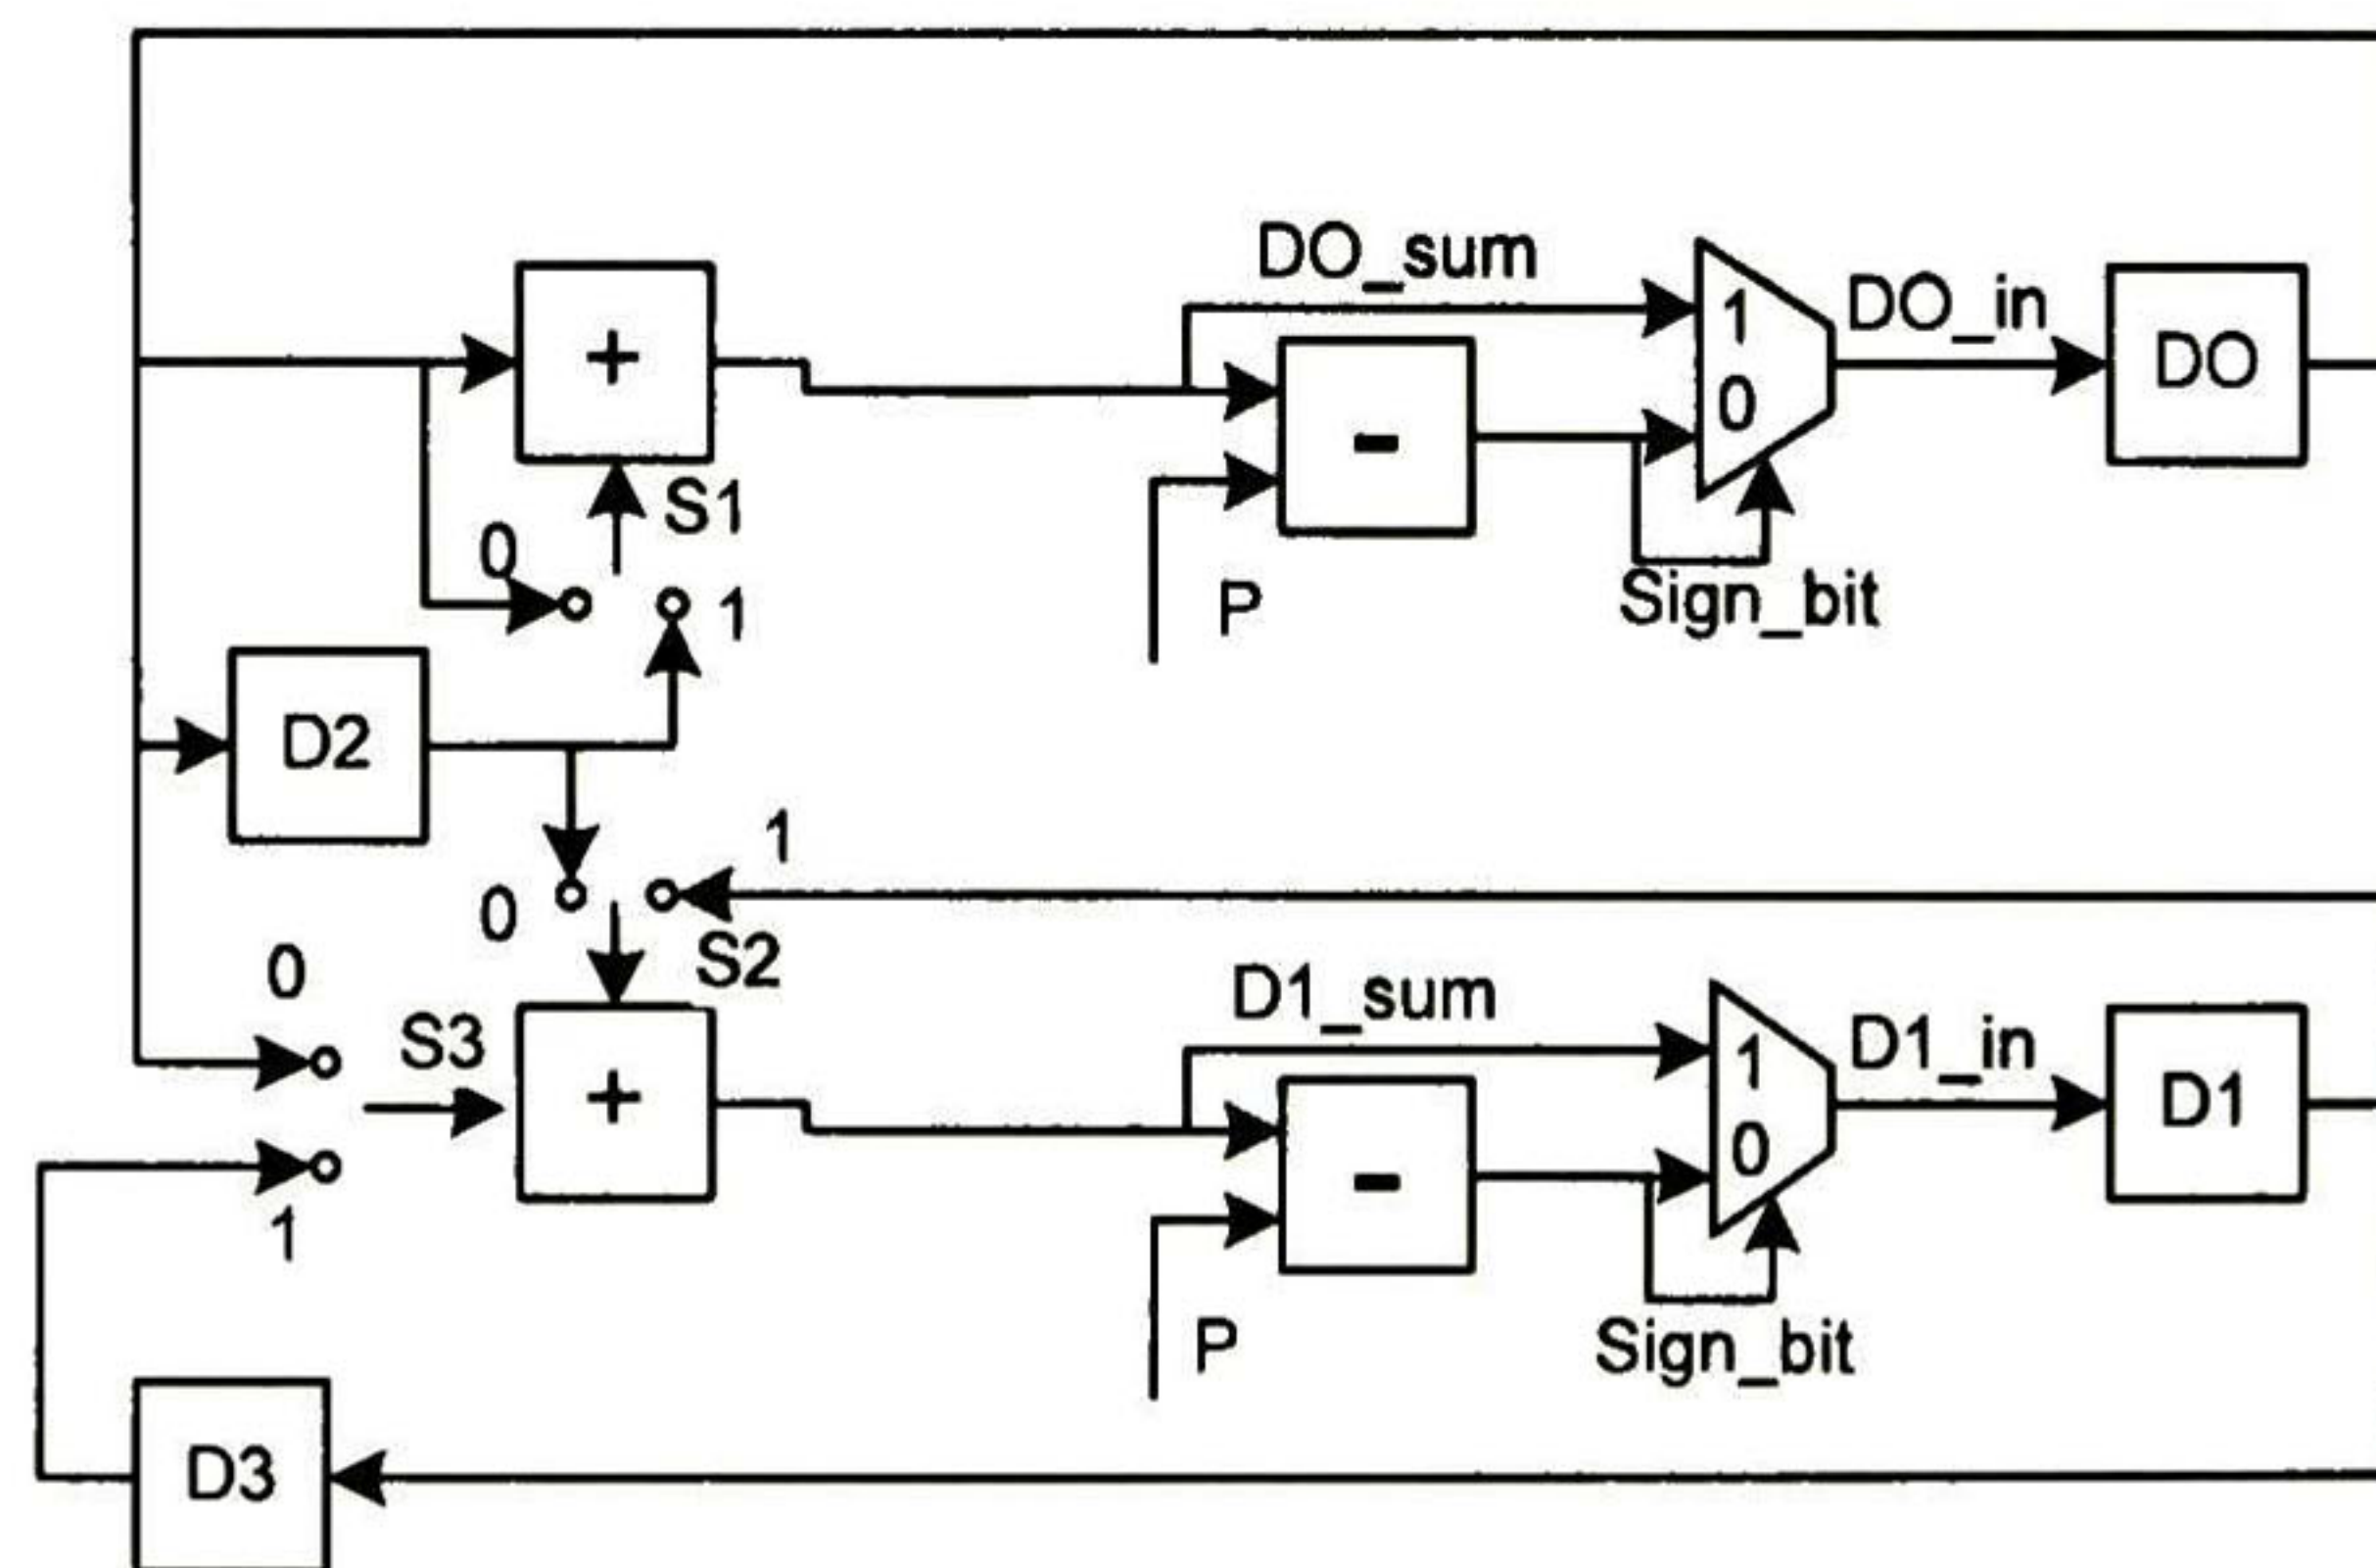 DO_sum
1
DO_in
+
DO
0
-
S1
0
1
P
Sign_bit
D2
1
0
S2
0
D1_sum
S3
1
D1_in
+
D1
0
-
1
P
Sign_bit
D3